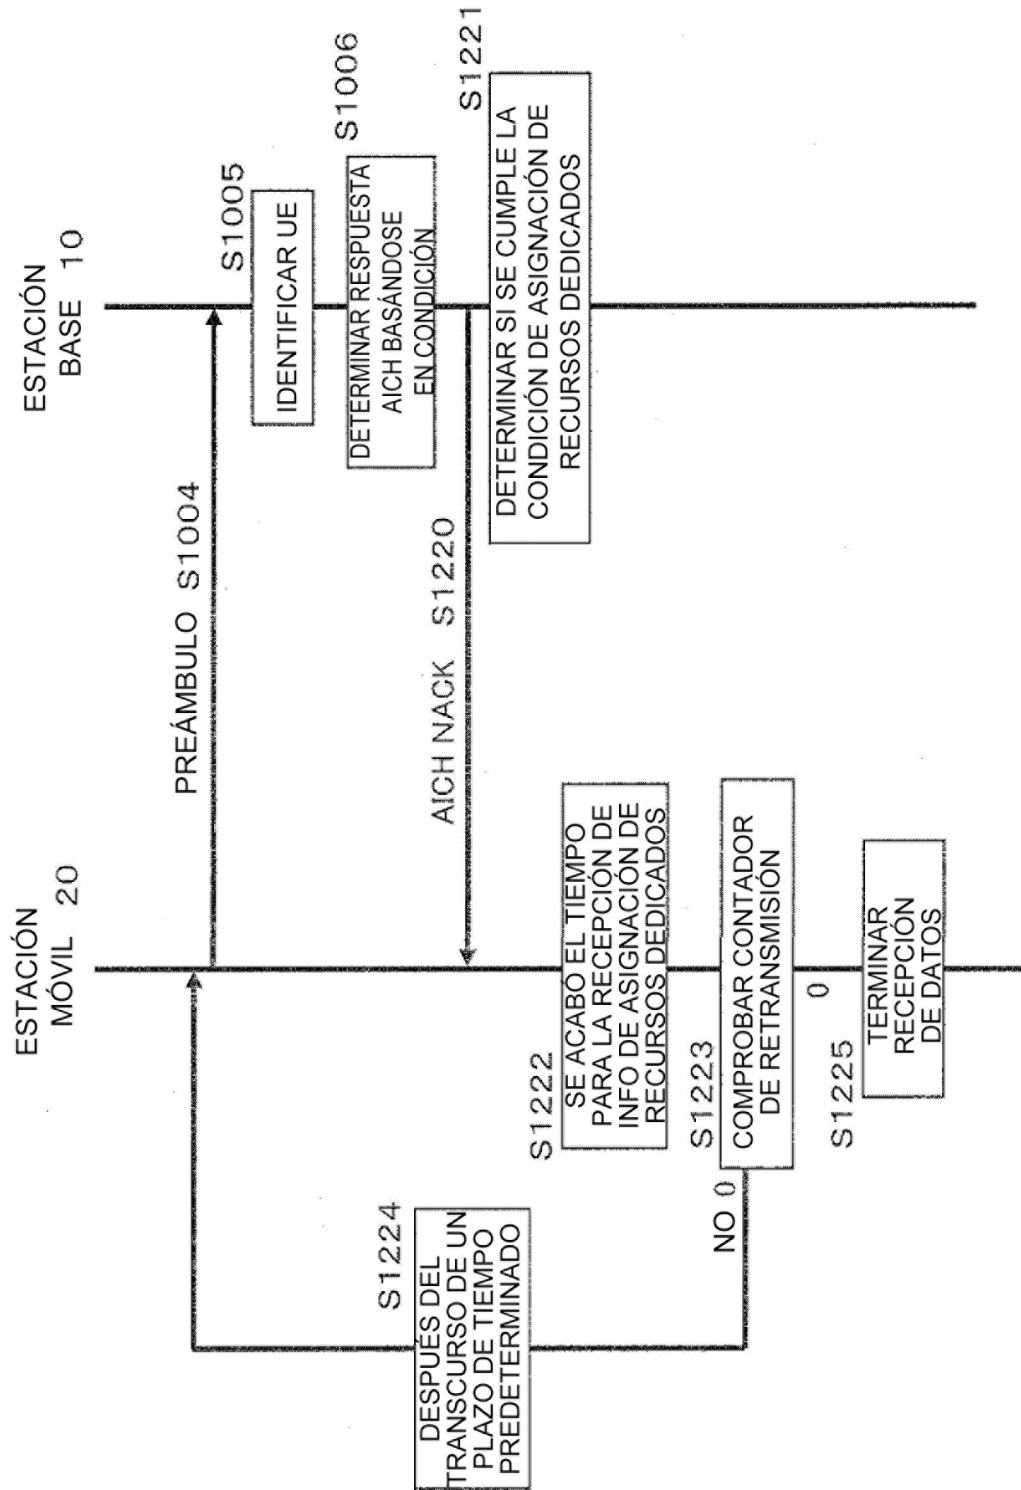 ESTACIÓN
MÓVIL 20
ESTACIÓN
BASE 10
PREÁMBULO S1004
S1005
IDENTIFICAR UE
S1006
DETERMINAR RESPUESTA
AICH BASÁNDOSE
EN CONDICIÓN
AICH NACK S1220
S1221
DETERMINAR SI SE CUMPLE LA
CONDICIÓN DE ASIGNACIÓN DE
RECURSOS DEDICADOS
S1222
SE ACABÓ EL TIEMPO
PARA LA RECEPCIÓN DE
INFO DE ASIGNACIÓN DE
RECURSOS DEDICADOS
S1223
COMPROBAR CONTADOR
DE RETRANSMISIÓN
NO 0
S1224
DESPUÉS DEL
TRANSCURSO DE UN
PLAZO DE TIEMPO
PREDETERMINADO
0
S1225
TERMINAR
RECEPCIÓN
DE DATOS